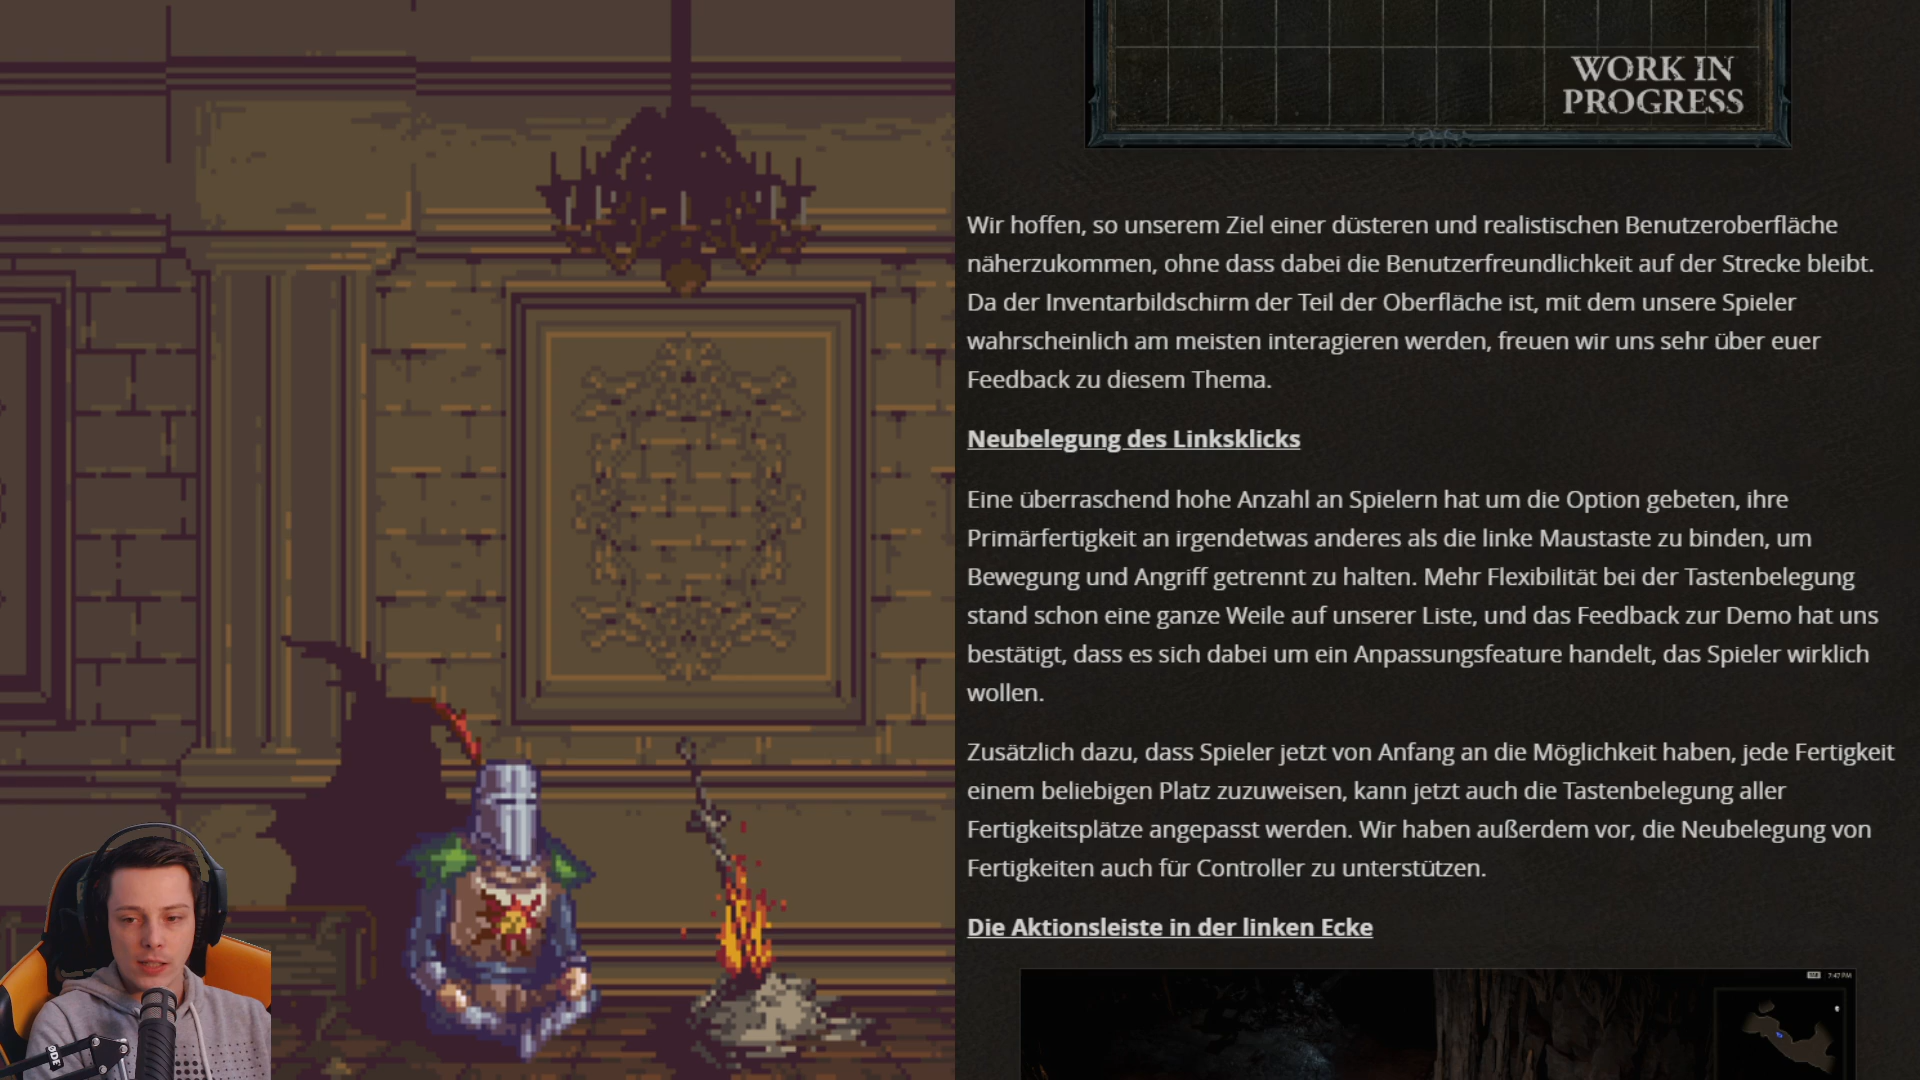 WORK IN
PROGRESS
Wir hoffen, so unserem Ziel einer düsteren und realistischen Benutzeroberfläche
näherzukommen, ohne dass dabei die Benutzerfreundlichkeit auf der Strecke bleibt.
Da der Inventarbildschirm der Teil der Oberfläche ist, mit dem unsere Spieler
wahrscheinlich am meisten interagieren werden, freuen wir uns sehr über euer
Feedback zu diesem Thema.
Neubelegung des Linksklicks
Eine überraschend hohe Anzahl an Spielern hat um die Option gebeten, ihre
Primärfertigkeit an irgendetwas anderes als die linke Maustaste zu binden, um
Bewegung und Angriff getrennt zu halten. Mehr Flexibilität bei der Tastenbelegung
stand schon eine ganze Weile auf unserer Liste, und das Feedback zur Demo hat uns
bestätigt, dass es sich dabei um ein Anpassungsfeature handelt, das Spieler wirklich
wollen.
Zusätzlich dazu, dass Spieler jetzt von Anfang an die Möglichkeit haben, jede Fertigkeit
einem beliebigen Platz zuzuweisen, kann jetzt auch die Tastenbelegung aller
Fertigkeitsplätze angepasst werden. Wir haben außerdem vor, die Neubelegung von
Fertigkeiten auch für Controller zu unterstützen.
Die Aktionsleiste in der linken Ecke
7:47 PM